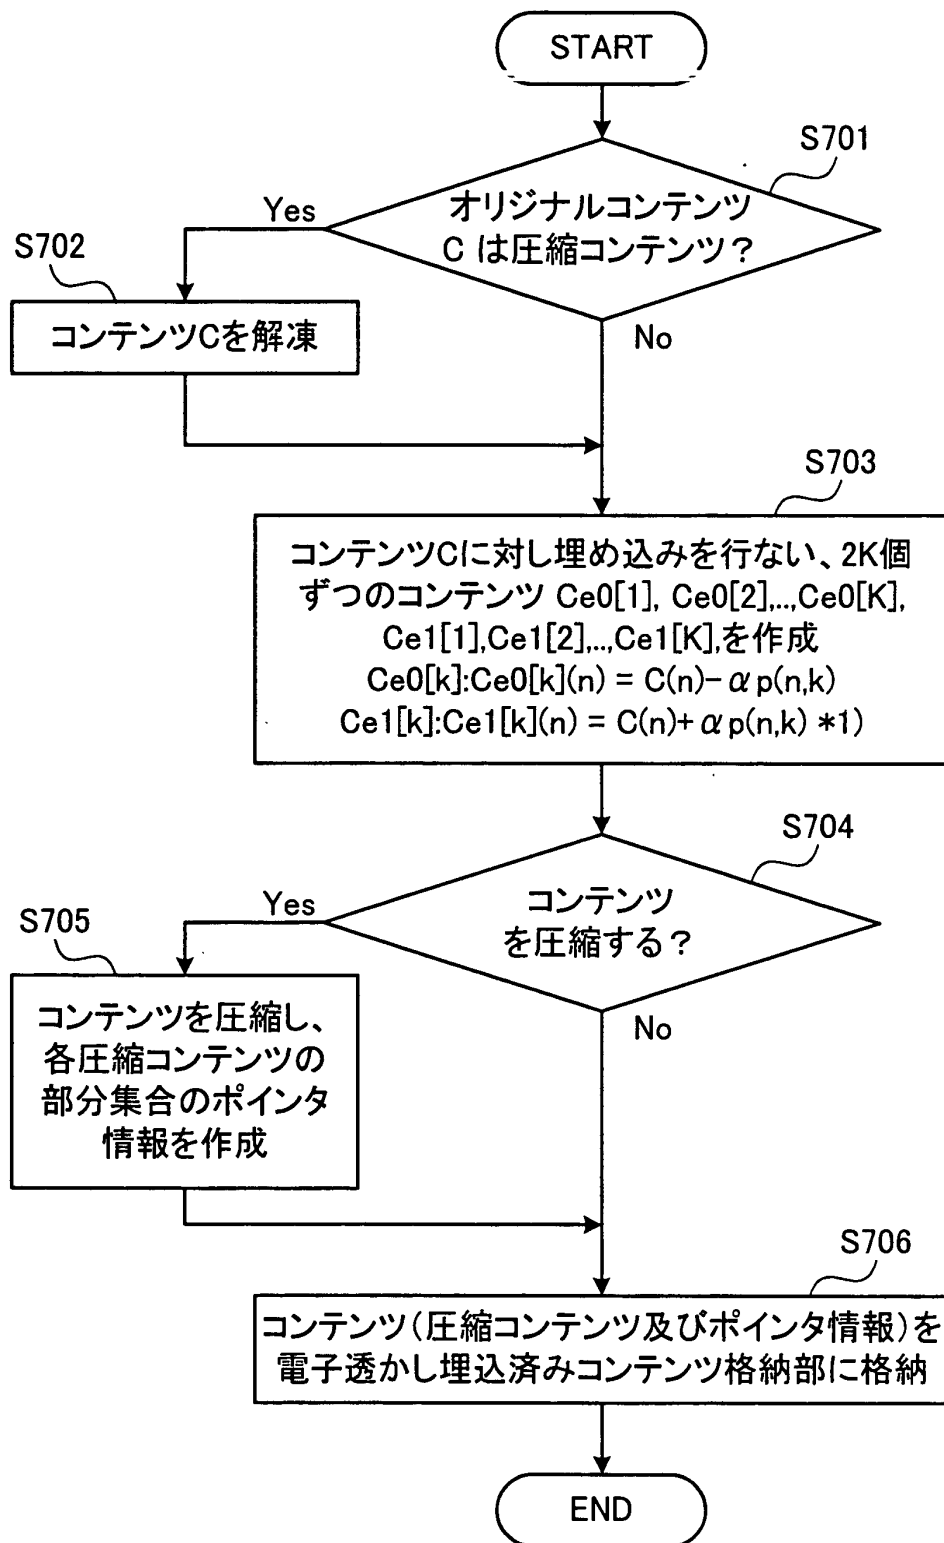 START
S701
オリジナルコンテンツ
C は圧縮コンテンツ？
Yes
No
S702
コンテンツCを解凍
S703
コンテンツCに対し埋め込みを行ない、2K個
ずつのコンテンツ Ce0[1], Ce0[2],..,Ce0[K],
Ce1[1],Ce1[2],..,Ce1[K],を作成
Ce0[k]:Ce0[k](n) = C(n)-αp(n,k)
Ce1[k]:Ce1[k](n) = C(n)+αp(n,k) *1)
S704
コンテンツ
を圧縮する？
Yes
No
S705
コンテンツを圧縮し、
各圧縮コンテンツの
部分集合のポインタ
情報を作成
S706
コンテンツ(圧縮コンテンツ及びポインタ情報)を
電子透かし埋込済みコンテンツ格納部に格納
END